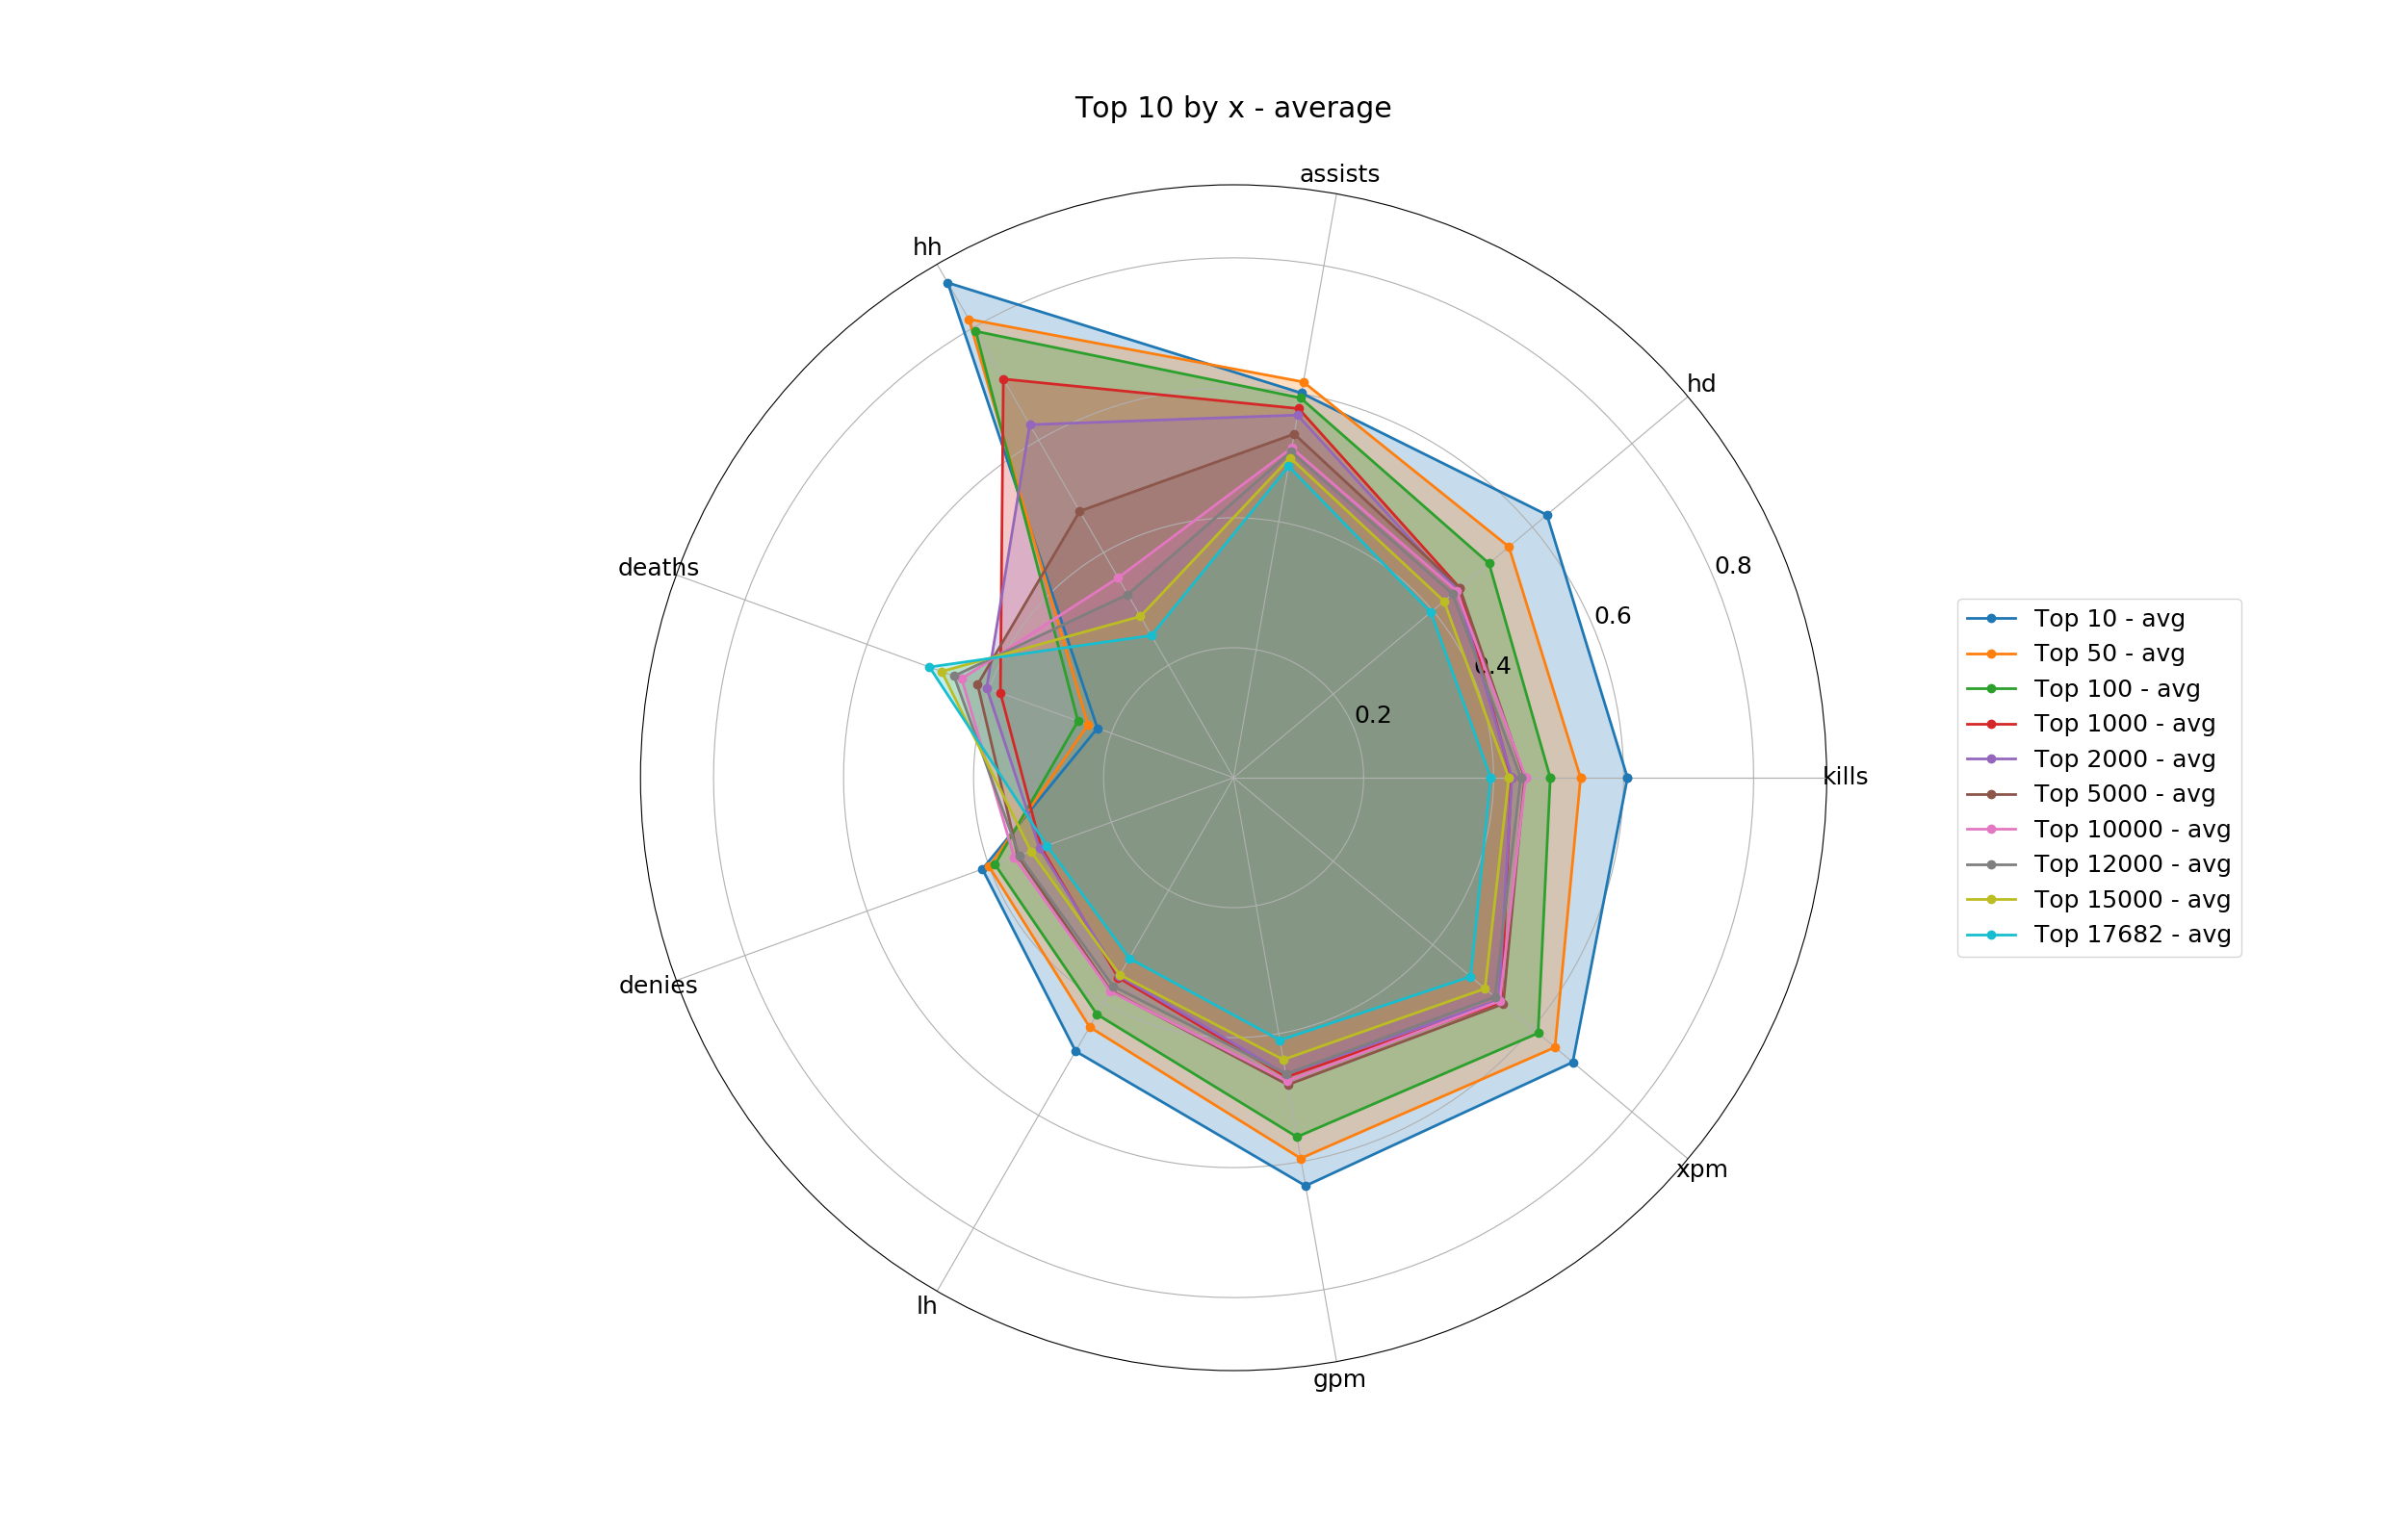 Top 10 by x - average
assists
hh
hd
deaths
0.8
0.6
0.4
0.2
kills
denies
xpm
lh
gpm
Top 10 - avg
Top 50 - avg
Top 100 - avg
Top 1000 - avg
Top 2000 - avg
Top 5000 - avg
Top 10000 - avg
Top 12000 - avg
Top 15000 - avg
Top 17682 - avg